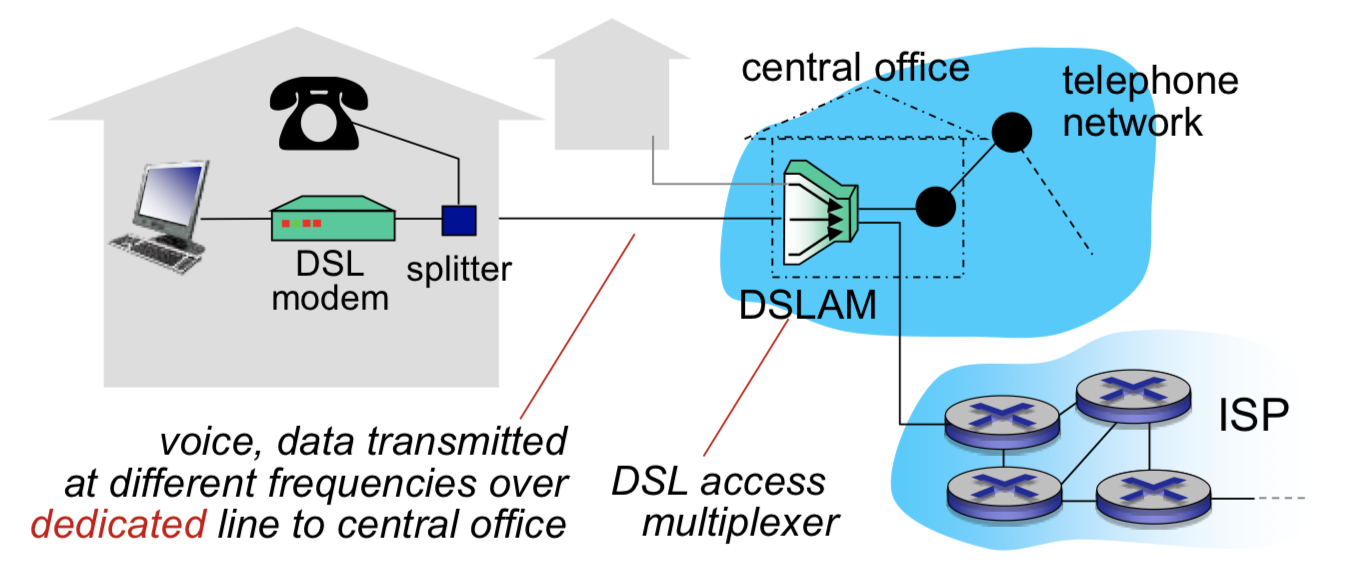 central office
telephone
network
DSL
modem
splitter
DSLAM
ISP
voice, data transmitted
at different frequencies over
dedicated line to central office
DSL access
multiplexer